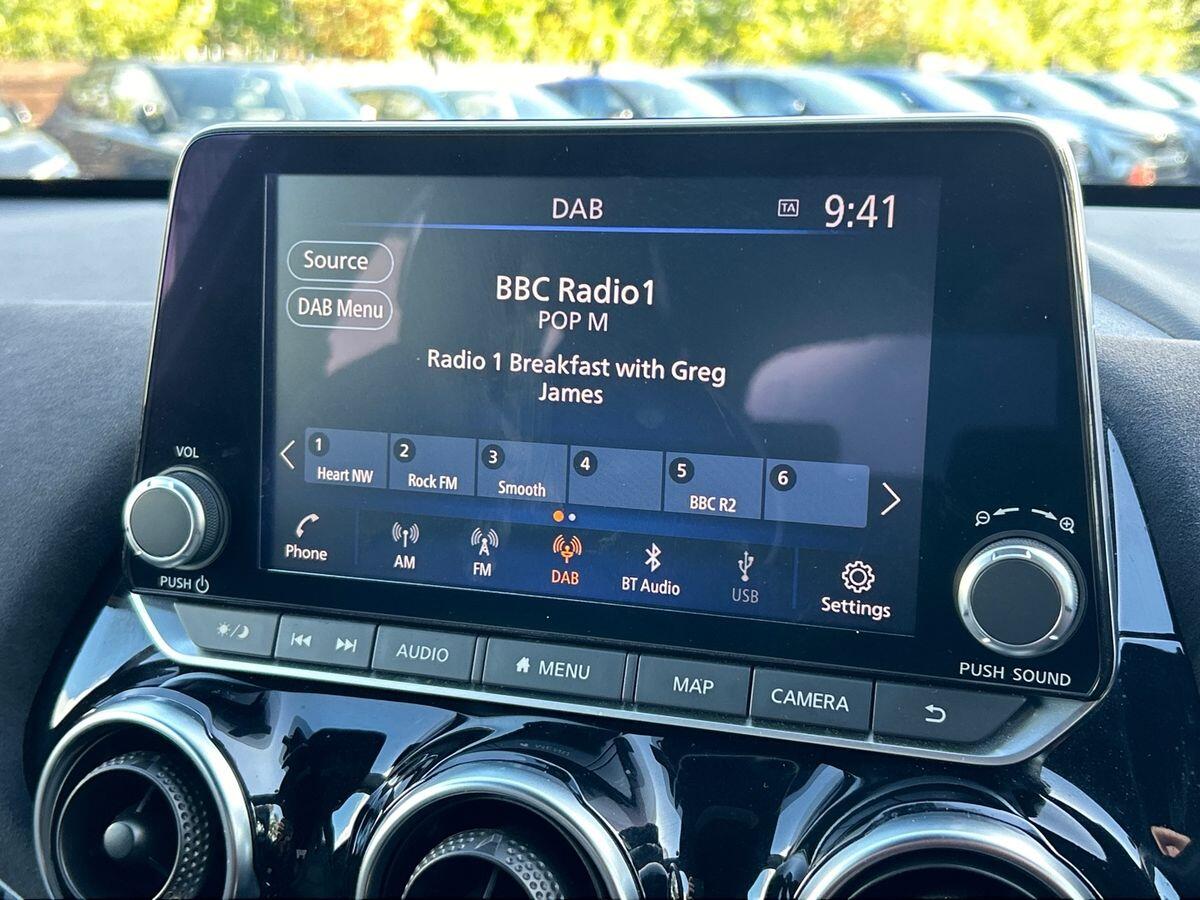 DAB
TA
9:41
Source
DAB Menu
BBC Radio1
POP M
Radio 1 Breakfast with Greg
James
1
Heart NW
2
Rock FM
3
Smooth
4
5
BBC R2
6
Phone
AM
FM
DAB
BT Audio
USB
Settings
VOL
PUSH
PUSH SOUND
AUDIO
MENU
MAP
CAMERA